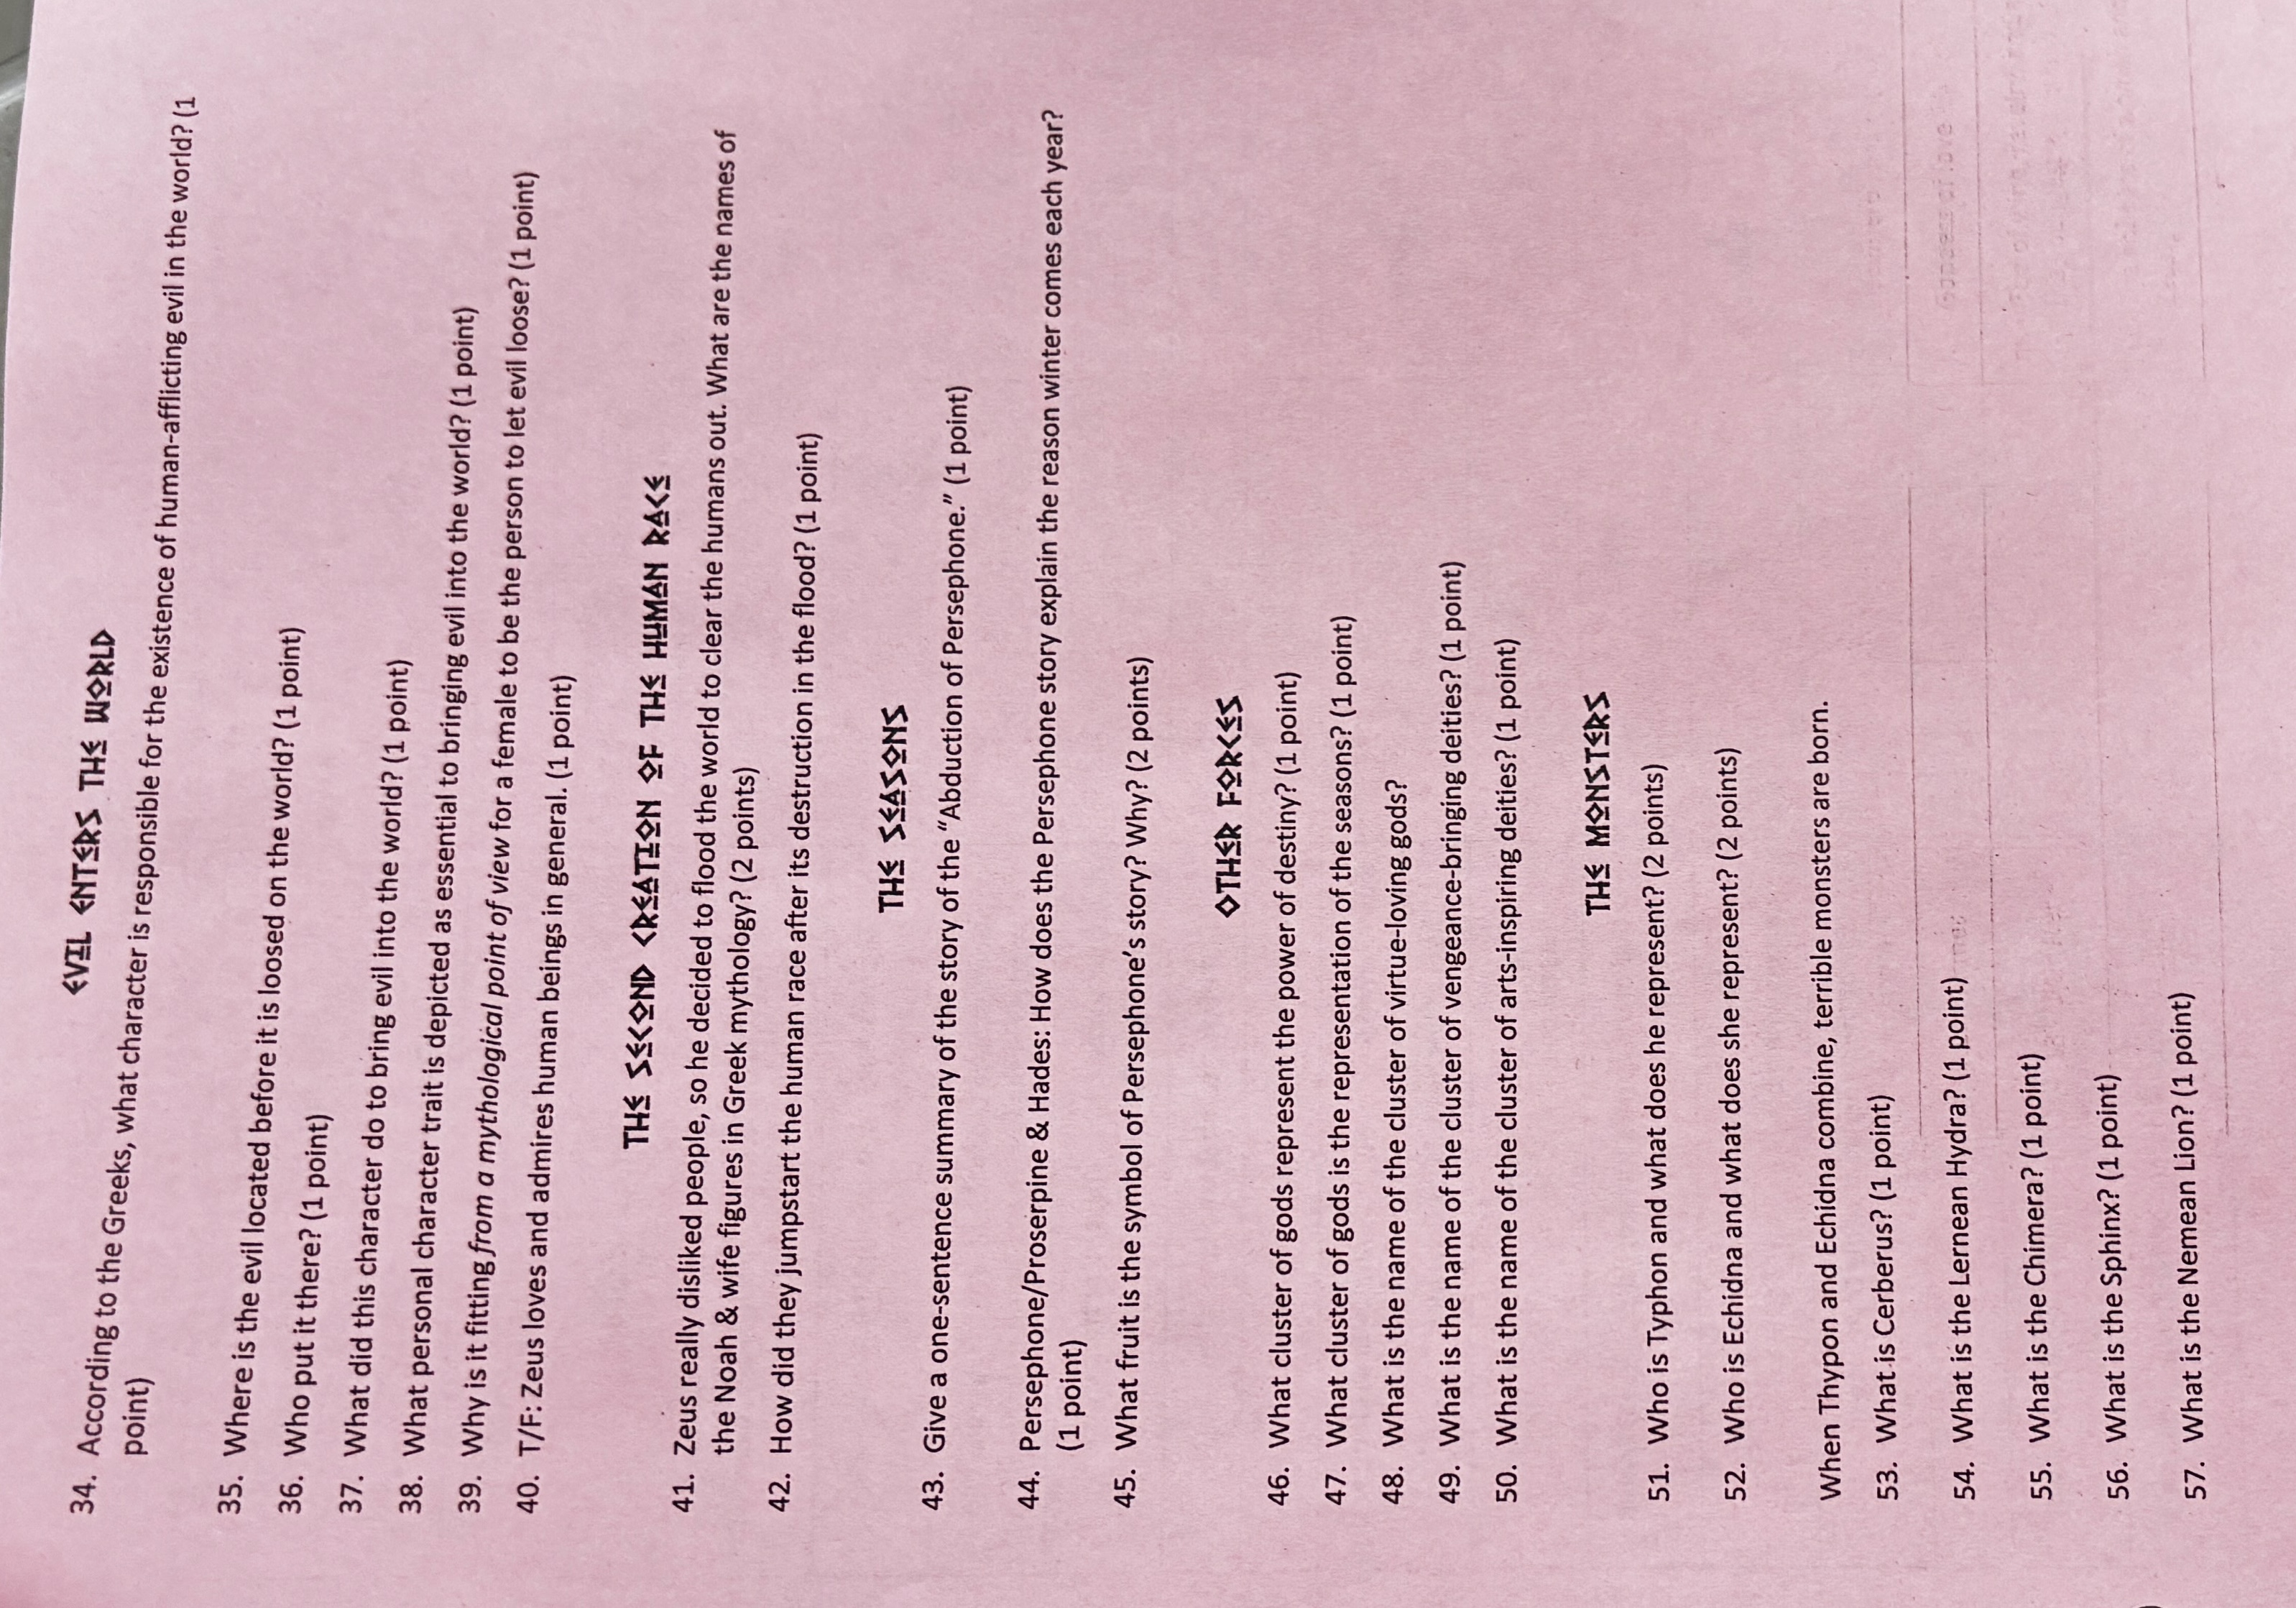 EVIL ENTERS THE WORLD
34. According to the Greeks, what character is responsible for the existence of human-afflicting evil in the world? (1
point)
35. Where is the evil located before it is loosed on the world? (1 point)
36. Who put it there? (1 point)
37. What did this character do to bring evil into the world? (1 point)
38. What personal character trait is depicted as essential to bringing evil into the world? (1 point)
39. Why is it fitting from a mythological point of view for a female to be the person to let evil loose? (1 point)
40. T/F: Zeus loves and admires human beings in general. (1 point)
THE SECOND CREATION OF THE HUMAN RACE
41. Zeus really disliked people, so he decided to flood the world to clear the humans out. What are the names of
the Noah & wife figures in Greek mythology? (2 points)
42. How did they jumpstart the human race after its destruction in the flood? (1 point)
THE SEASONS
43. Give a one-sentence summary of the story of the “Abduction of Persephone.” (1 point)
44. Persephone/Proserpine & Hades: How does the Persephone story explain the reason winter comes each year?
(1 point)
45. What fruit is the symbol of Persephone’s story? Why? (2 points)
OTHER FORCES
46. What cluster of gods represent the power of destiny? (1 point)
47. What cluster of gods is the representation of the seasons? (1 point)
48. What is the name of the cluster of virtue-loving gods?
49. What is the name of the cluster of vengeance-bringing deities? (1 point)
50. What is the name of the cluster of arts-inspiring deities? (1 point)
THE MONSTERS
51. Who is Typhon and what does he represent? (2 points)
52. Who is Echidna and what does she represent? (2 points)
When Thypon and Echidna combine, terrible monsters are born.
53. What is Cerberus? (1 point)
54. What is the Lernean Hydra? (1 point)
55. What is the Chimera? (1 point)
56. What is the Sphinx? (1 point)
57. What is the Nemean Lion? (1 point)